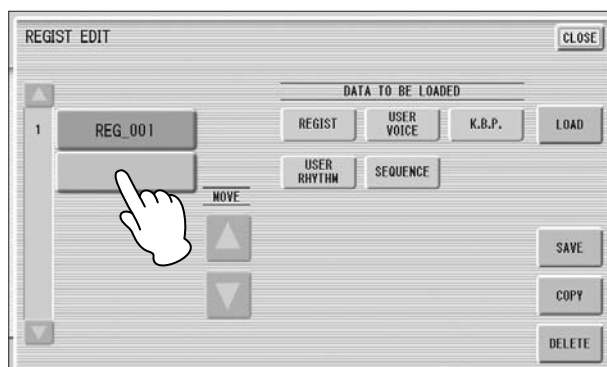 REGIST EDIT
CLOSE
DATA TO BE LOADED
1
REG_001
REGIST
USER
VOICE
K.B.P.
LOAD
USER
RHYTHM
SEQUENCE
MOVE
SAVE
COPY
DELETE